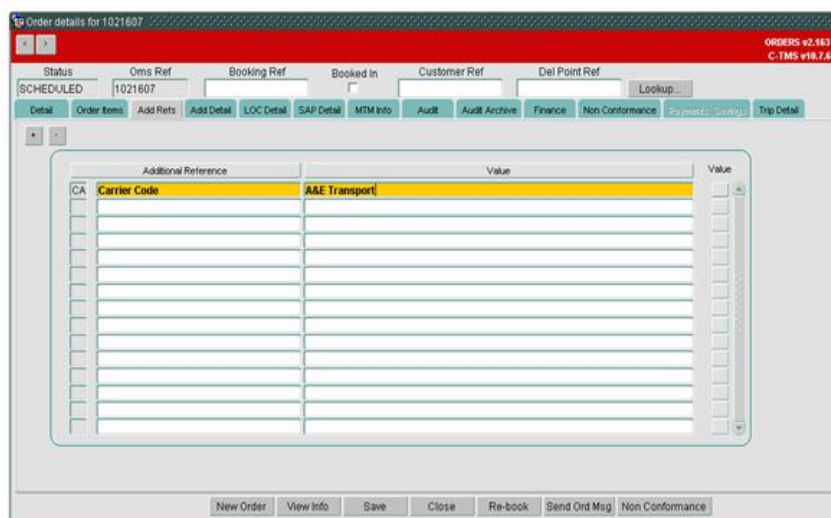 Order details for 1021607
ORDERS v2.163
C-TMS v10.7.6
Status Oms Ref Booking Ref Booked In Customer Ref Del Point Ref
SCHEDULED 1021607 Lookup...
Detail Order Items Add Refs Add Detail LOC Detail SAP Detail MTM Info Audit Audit Archive Finance Non Conformance Payments Savings Trip Detail
+ -
Additional Reference Value Value
CA Carrier Code A&E Transport
New Order View Info Save Close Re-book Send Ord Msg Non Conformance